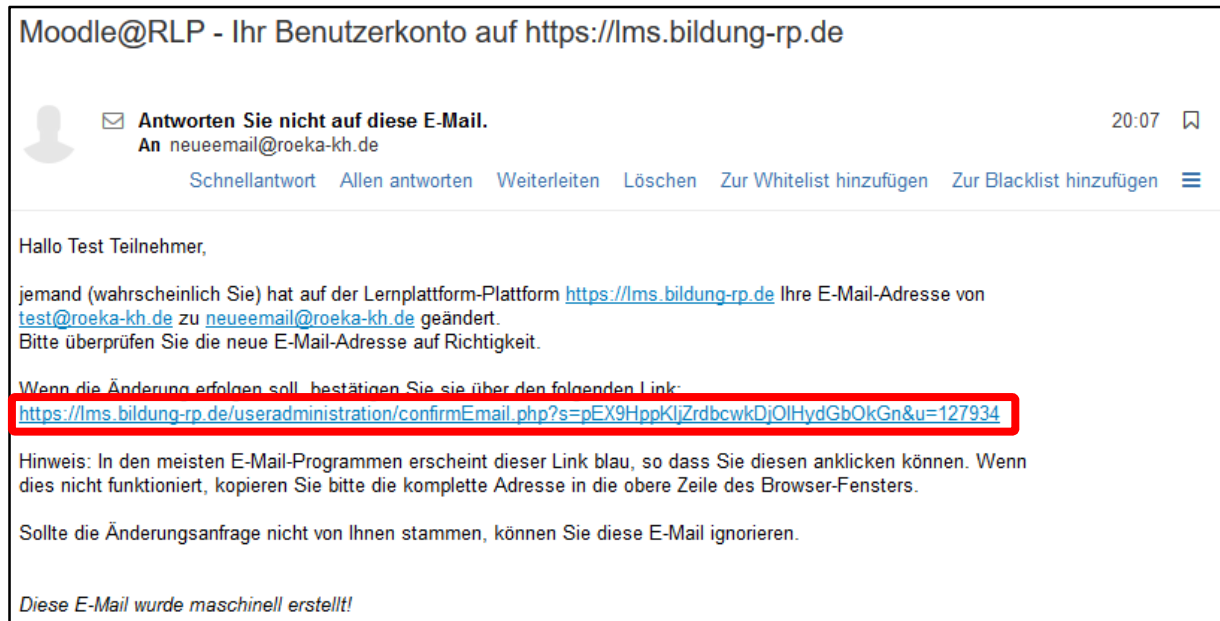 Moodle@RLP - Ihr Benutzerkonto auf https://lms.bildung-rp.de
Antworten Sie nicht auf diese E-Mail. 20:07
An neueemail@roeka-kh.de
Schnellantwort Allen antworten Weiterleiten Löschen Zur Whitelist hinzufügen Zur Blacklist hinzufügen
Hallo Test Teilnehmer,
jemand (wahrscheinlich Sie) hat auf der Lernplattform-Plattform https://lms.bildung-rp.de Ihre E-Mail-Adresse von
test@roeka-kh.de zu neueemail@roeka-kh.de geändert.
Bitte überprüfen Sie die neue E-Mail-Adresse auf Richtigkeit.
Wenn die Änderung erfolgen soll, bestätigen Sie sie über den folgenden Link:
https://lms.bildung-rp.de/useradministration/confirmEmail.php?s=pEX9HppKljZrdbcwkDjOlHydGbOkGn&u=127934
Hinweis: In den meisten E-Mail-Programmen erscheint dieser Link blau, so dass Sie diesen anklicken können. Wenn
dies nicht funktioniert, kopieren Sie bitte die komplette Adresse in die obere Zeile des Browser-Fensters.
Sollte die Änderungsanfrage nicht von Ihnen stammen, können Sie diese E-Mail ignorieren.
Diese E-Mail wurde maschinell erstellt!